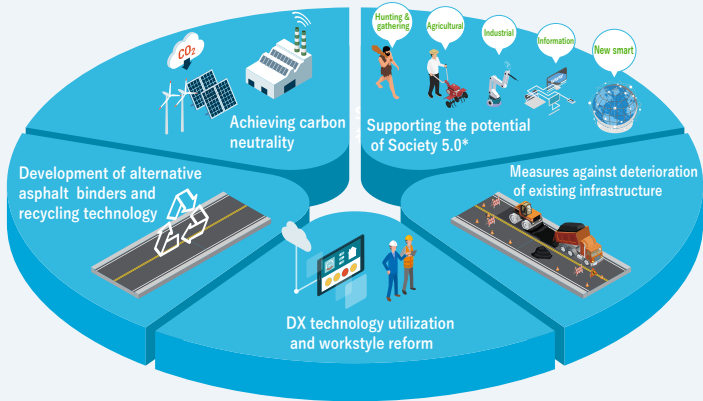 Hunting &
gathering
Agricultural
Industrial
Information
New smart
CO2
Achieving carbon
neutrality
Supporting the potential
of Society 5.0*
Development of alternative
asphalt binders and
recycling technology
Measures against deterioration
of existing infrastructure
DX technology utilization
and workstyle reform